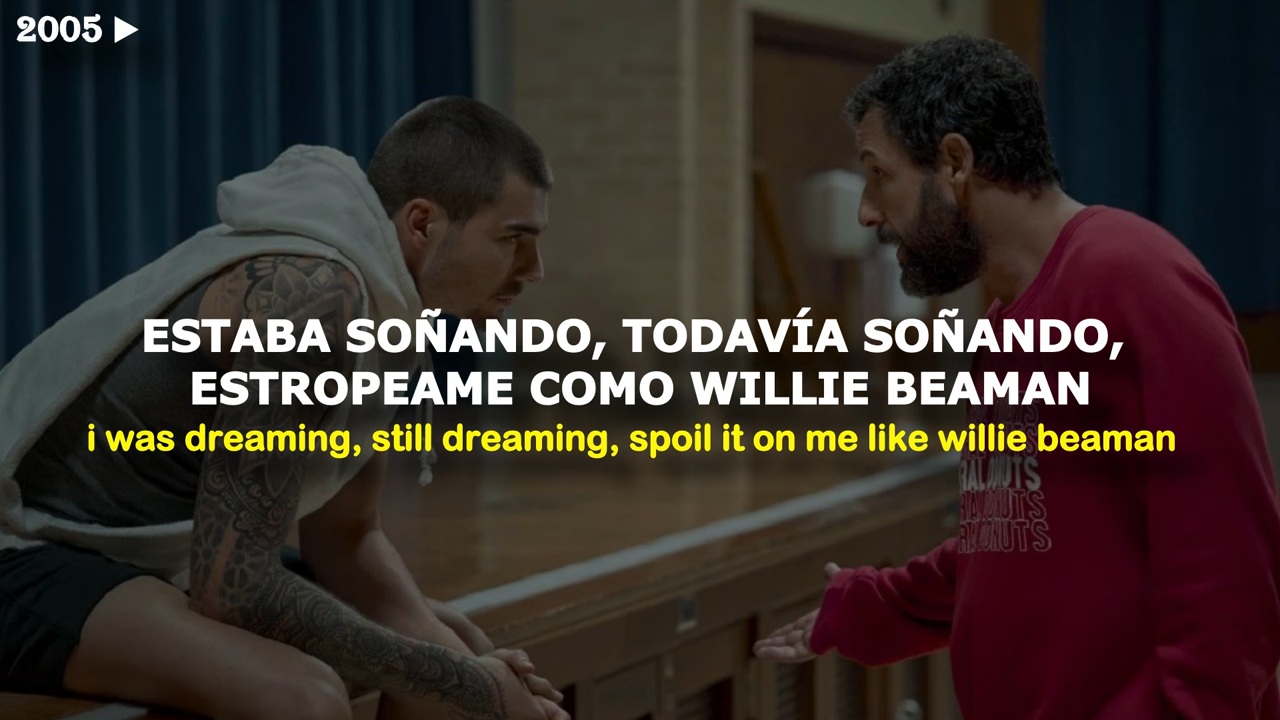 2005 ▶
ESTABA SOÑANDO, TODAVÍA SOÑANDO,
ESTROPEAME COMO WILLIE BEAMAN
i was dreaming, still dreaming, spoil it on me like willie beaman